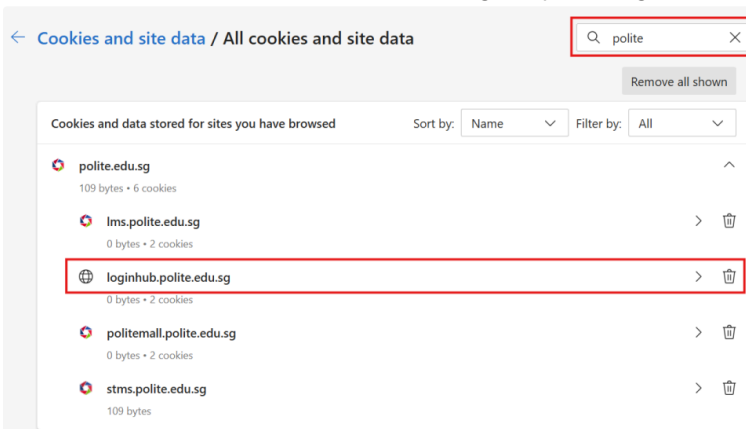 Cookies and site data / All cookies and site data
polite
Remove all shown
Cookies and data stored for sites you have browsed Sort by: Name Filter by: All
polite.edu.sg
109 bytes • 6 cookies
lms.polite.edu.sg
0 bytes • 2 cookies
loginhub.polite.edu.sg
0 bytes • 2 cookies
politemall.polite.edu.sg
0 bytes • 2 cookies
stms.polite.edu.sg
109 bytes